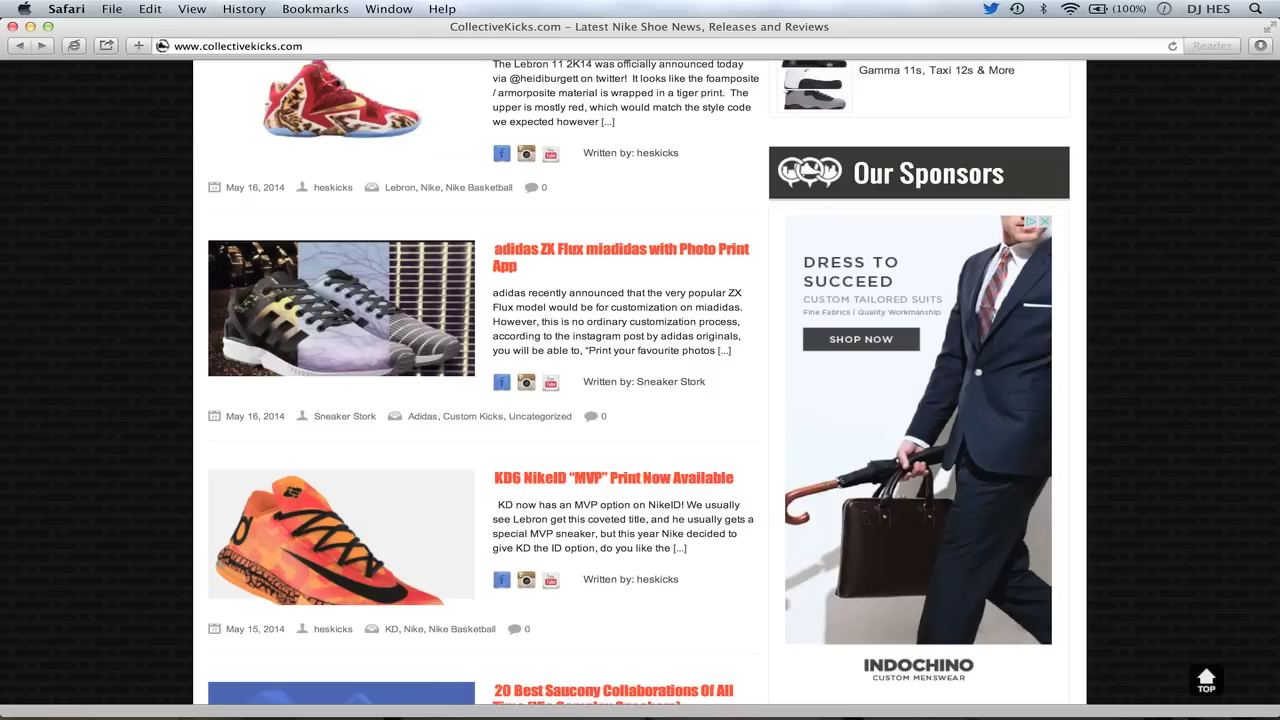 Safari File Edit View History Bookmarks Window Help (100%) DJ HES
CollectiveKicks.com – Latest Nike Shoe News, Releases and Reviews
www.collectivekicks.com Reader
The Lebron 11 2K14 was officially announced today
via @heidiburgett on twitter! It looks like the foamposite
/ armorposite material is wrapped in a tiger print. The
upper is mostly red, which would match the style code
we expected however [...]
Written by: heskicks
May 16, 2014 heskicks Lebron, Nike, Nike Basketball 0
adidas ZX Flux miadidas with Photo Print
App
adidas recently announced that the very popular ZX
Flux model would be for customization on miadidas.
However, this is no ordinary customization process,
according to the instagram post by adidas originals,
you will be able to, “Print your favourite photos [...]
Written by: Sneaker Stork
May 16, 2014 Sneaker Stork Adidas, Custom Kicks, Uncategorized 0
KD6 NikeID “MVP” Print Now Available
KD now has an MVP option on NikeID! We usually
see Lebron get this coveted title, and he usually gets a
special MVP sneaker, but this year Nike decided to
give KD the ID option, do you like the [...]
Written by: heskicks
May 15, 2014 heskicks KD, Nike, Nike Basketball 0
20 Best Saucony Collaborations Of All
Gamma 11s, Taxi 12s & More
Our Sponsors
DRESS TO
SUCCEED
CUSTOM TAILORED SUITS
Fine Fabrics | Quality Workmanship
SHOP NOW
INDOCHINO
CUSTOM MENSWEAR
TOP